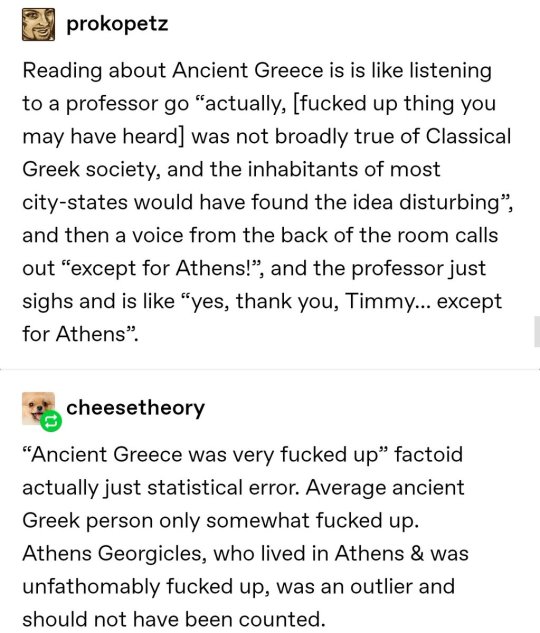 prokopetz
Reading about Ancient Greece is is like listening
to a professor go “actually, [fucked up thing you
may have heard] was not broadly true of Classical
Greek society, and the inhabitants of most
city-states would have found the idea disturbing”,
and then a voice from the back of the room calls
out “except for Athens!”, and the professor just
sighs and is like “yes, thank you, Timmy... except
for Athens”.
cheesetheory
“Ancient Greece was very fucked up” factoid
actually just statistical error. Average ancient
Greek person only somewhat fucked up.
Athens Georgicles, who lived in Athens & was
unfathomably fucked up, was an outlier and
should not have been counted.